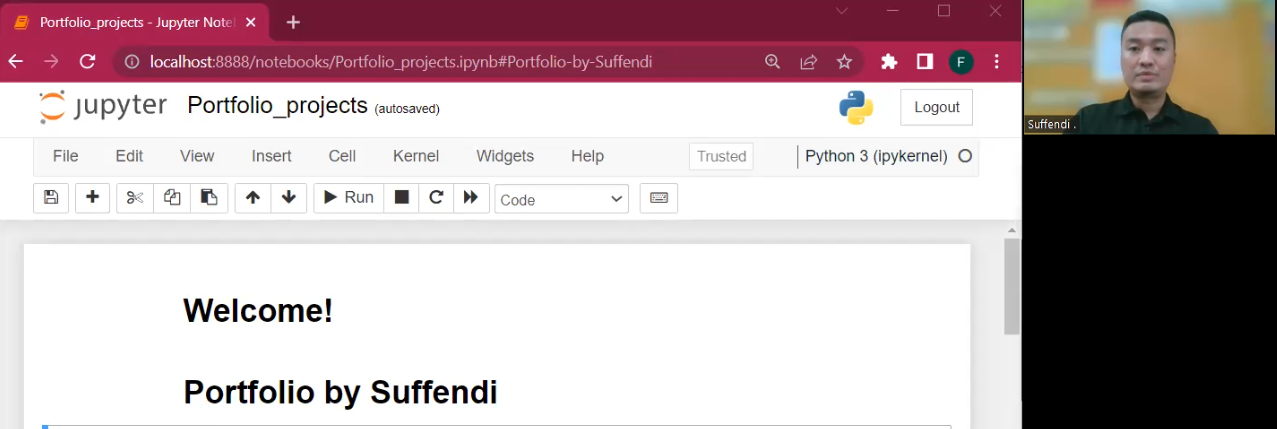 Portfolio_projects - Jupyter Note
localhost:8888/notebooks/Portfolio_projects.ipynb#Portfolio-by-Suffendi
F
jupyter Portfolio_projects (autosaved)
Logout
File Edit View Insert Cell Kernel Widgets Help
Trusted
Python 3 (ipykernel)
Run
Code
Welcome!
Portfolio by Suffendi
Suffendi .